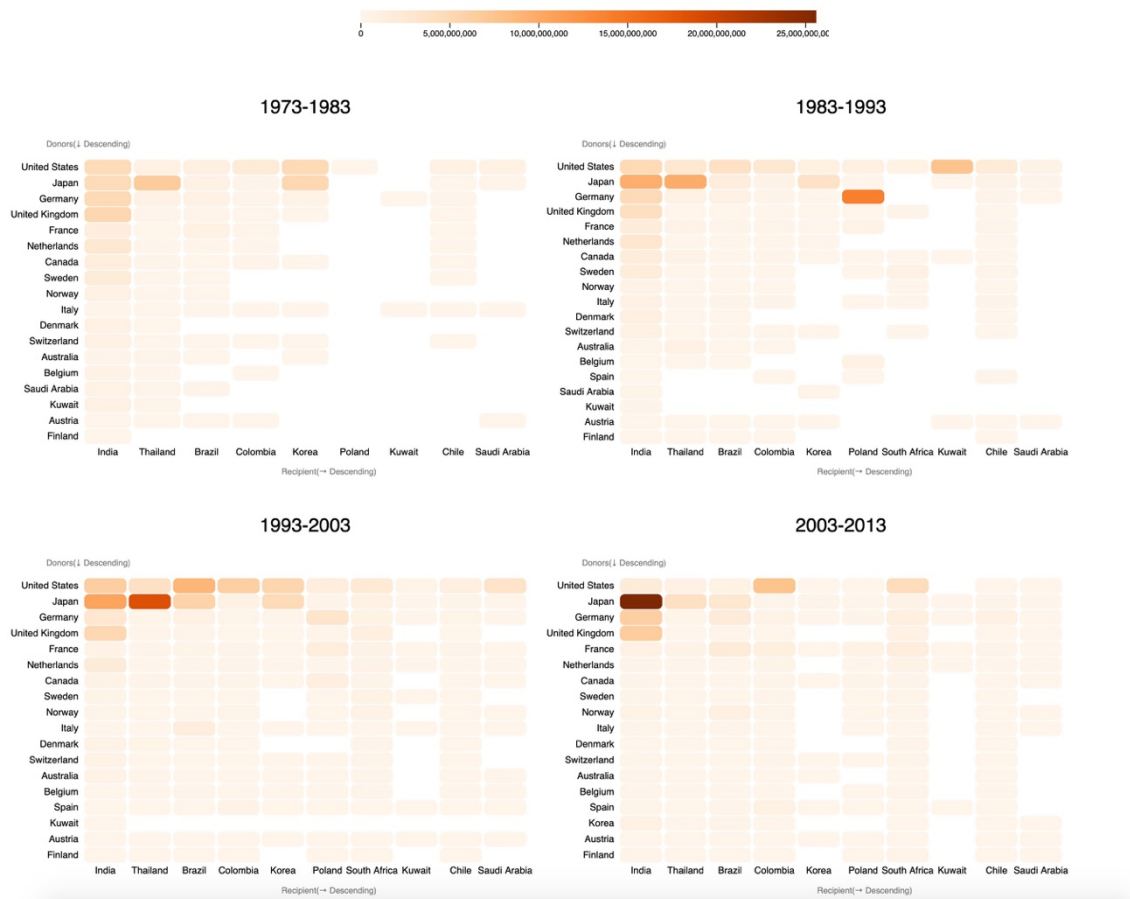 0 5,000,000,000 10,000,000,000 15,000,000,000 20,000,000,000 25,000,000,0
1973-1983
Donors(↓ Descending)
United States
Japan
Germany
United Kingdom
France
Netherlands
Canada
Sweden
Norway
Italy
Denmark
Switzerland
Australia
Belgium
Saudi Arabia
Kuwait
Austria
Finland
India Thailand Brazil Colombia Korea Poland Kuwait Chile Saudi Arabia
Recipient(→ Descending)
1983-1993
Donors(↓ Descending)
United States
Japan
Germany
United Kingdom
France
Netherlands
Canada
Sweden
Norway
Italy
Denmark
Switzerland
Australia
Belgium
Spain
Saudi Arabia
Kuwait
Austria
Finland
India Thailand Brazil Colombia Korea Poland South Africa Kuwait Chile Saudi Arabia
Recipient(→ Descending)
1993-2003
Donors(↓ Descending)
United States
Japan
Germany
United Kingdom
France
Netherlands
Canada
Sweden
Norway
Italy
Denmark
Switzerland
Australia
Belgium
Spain
Kuwait
Austria
Finland
India Thailand Brazil Colombia Korea Poland South Africa Kuwait Chile Saudi Arabia
Recipient(→ Descending)
2003-2013
Donors(↓ Descending)
United States
Japan
Germany
United Kingdom
France
Netherlands
Canada
Sweden
Norway
Italy
Denmark
Switzerland
Australia
Belgium
Spain
Korea
Austria
Finland
India Thailand Brazil Colombia Korea Poland South Africa Kuwait Chile Saudi Arabia
Recipient(→ Descending)